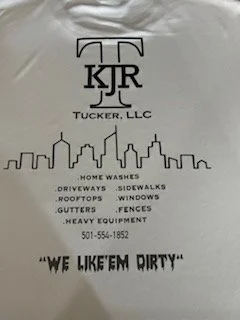 T
KJR
TUCKER, LLC
.HOME WASHES
.DRIVEWAYS .SIDEWALKS
.ROOFTOPS .WINDOWS
.GUTTERS .FENCES
.HEAVY EQUIPMENT
501-554-1852
"WE LIKE'EM DIRTY"